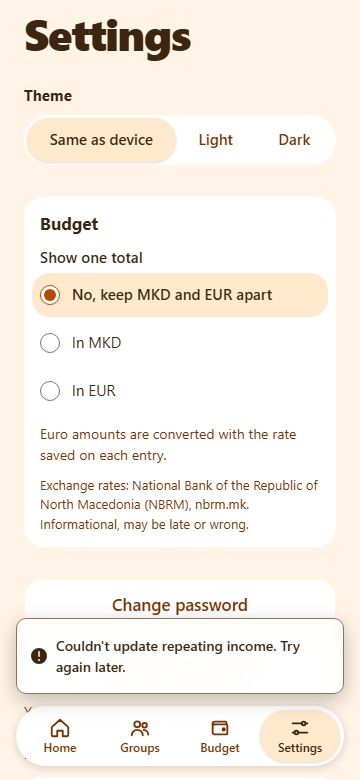 Settings
Theme
Same as device
Light
Dark
Budget
Show one total
No, keep MKD and EUR apart
In MKD
In EUR
Euro amounts are converted with the rate
saved on each entry.
Exchange rates: National Bank of the Republic of
North Macedonia (NBRM), nbrm.mk.
Informational, may be late or wrong.
Change password
Couldn't update repeating income. Try
again later.
Home
Groups
Budget
Settings